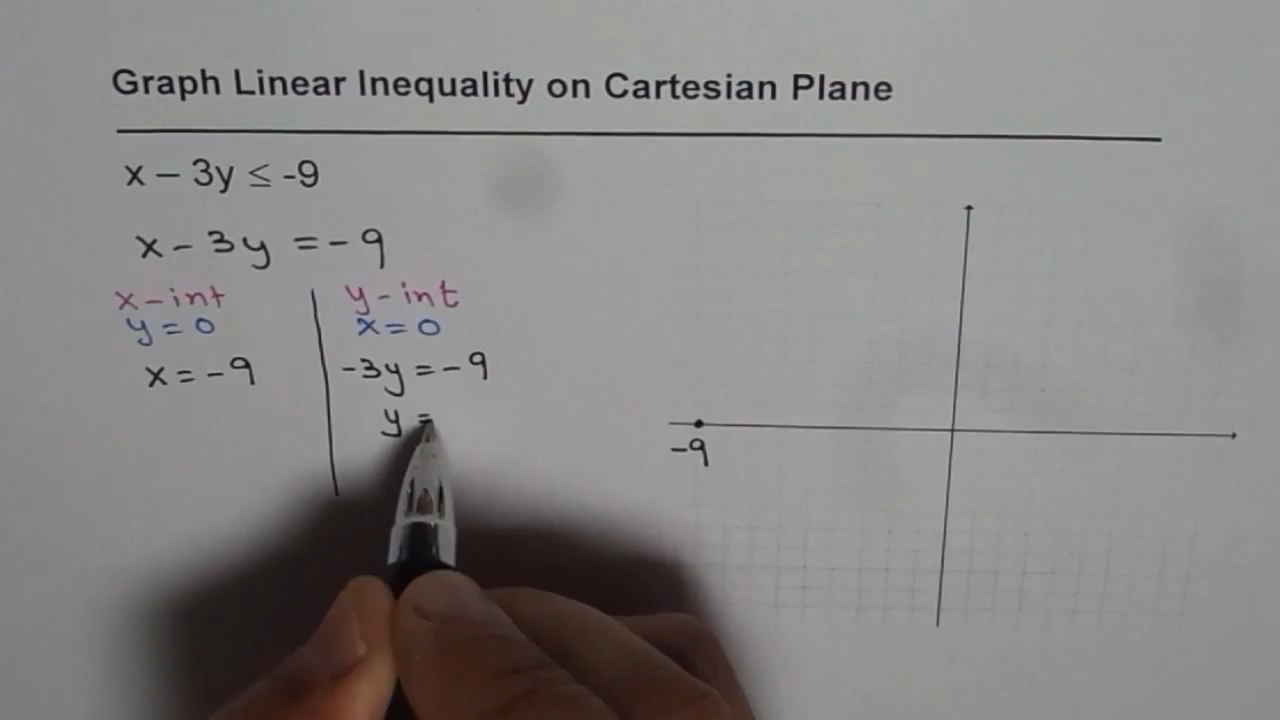 Graph Linear Inequality on Cartesian Plane
x – 3y ≤ -9
x - 3y = -9
x-int
y = 0
x = -9
y-int
x = 0
-3y = -9
y =
-9